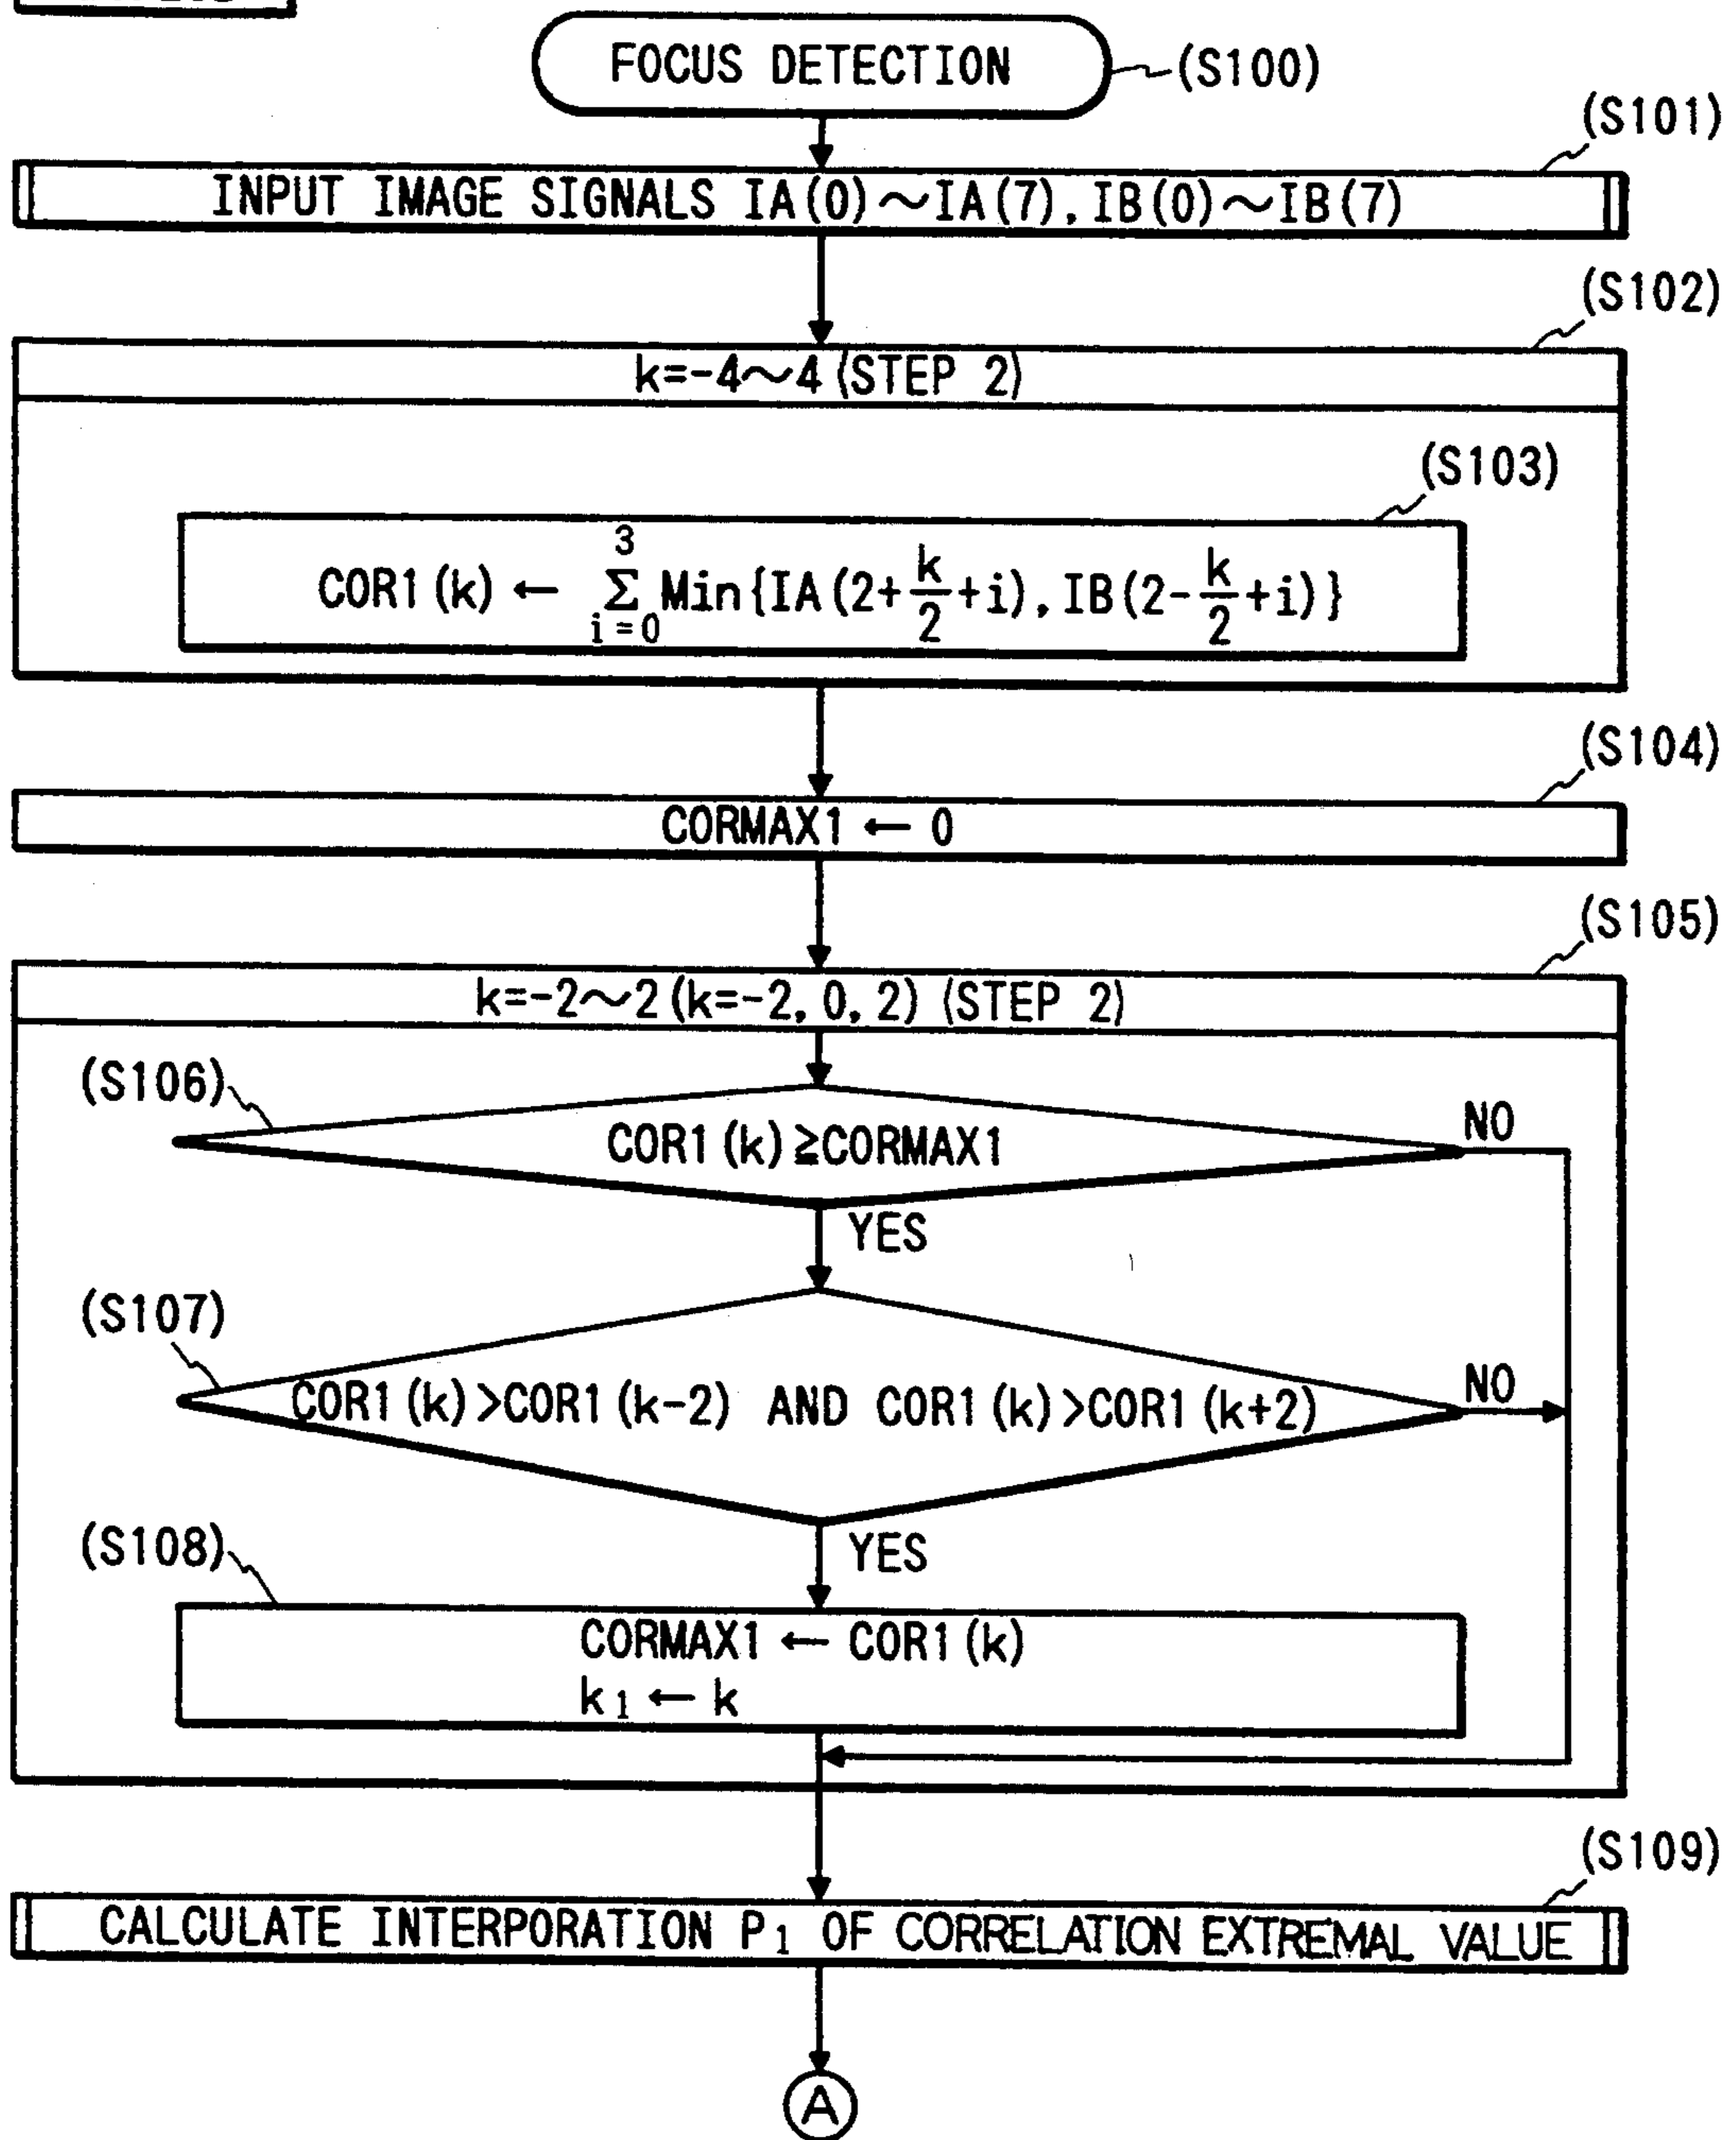 FOCUS DETECTION
(S100)
(S101)
INPUT IMAGE SIGNALS IA(0)~IA(7), IB(0)~IB(7)
(S102)
k=-4~4 (STEP 2)
(S103)
COR1(k) ← Σ_{i=0}^{3} Min{IA(2+k/2+i), IB(2-k/2+i)}
(S104)
CORMAX1 ← 0
(S105)
k=-2~2 (k=-2, 0, 2) (STEP 2)
(S106)
COR1(k)≧CORMAX1
NO
YES
(S107)
COR1(k)>COR1(k-2) AND COR1(k)>COR1(k+2)
NO
YES
(S108)
CORMAX1 ← COR1(k)
k₁ ← k
(S109)
CALCULATE INTERPORATION P₁ OF CORRELATION EXTREMAL VALUE
A